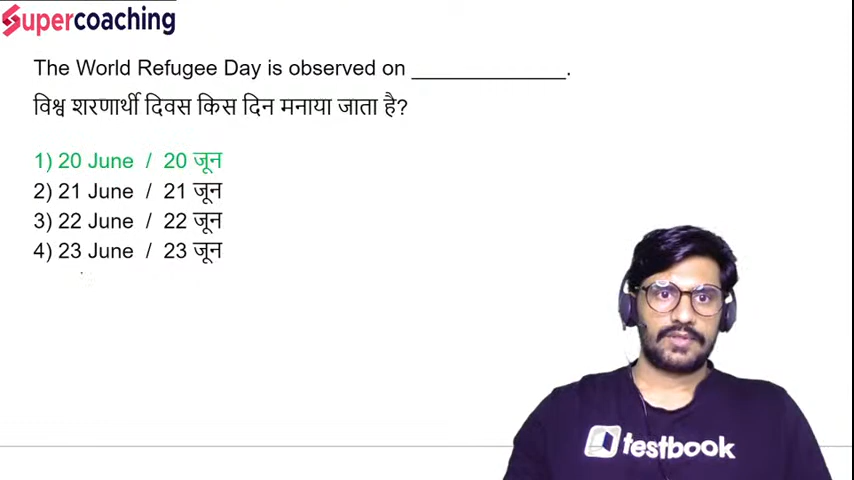 Supercoaching
The World Refugee Day is observed on ______________.
विश्व शरणार्थी दिवस किस दिन मनाया जाता है?
1) 20 June / 20 जून
2) 21 June / 21 जून
3) 22 June / 22 जून
4) 23 June / 23 जून
testbook